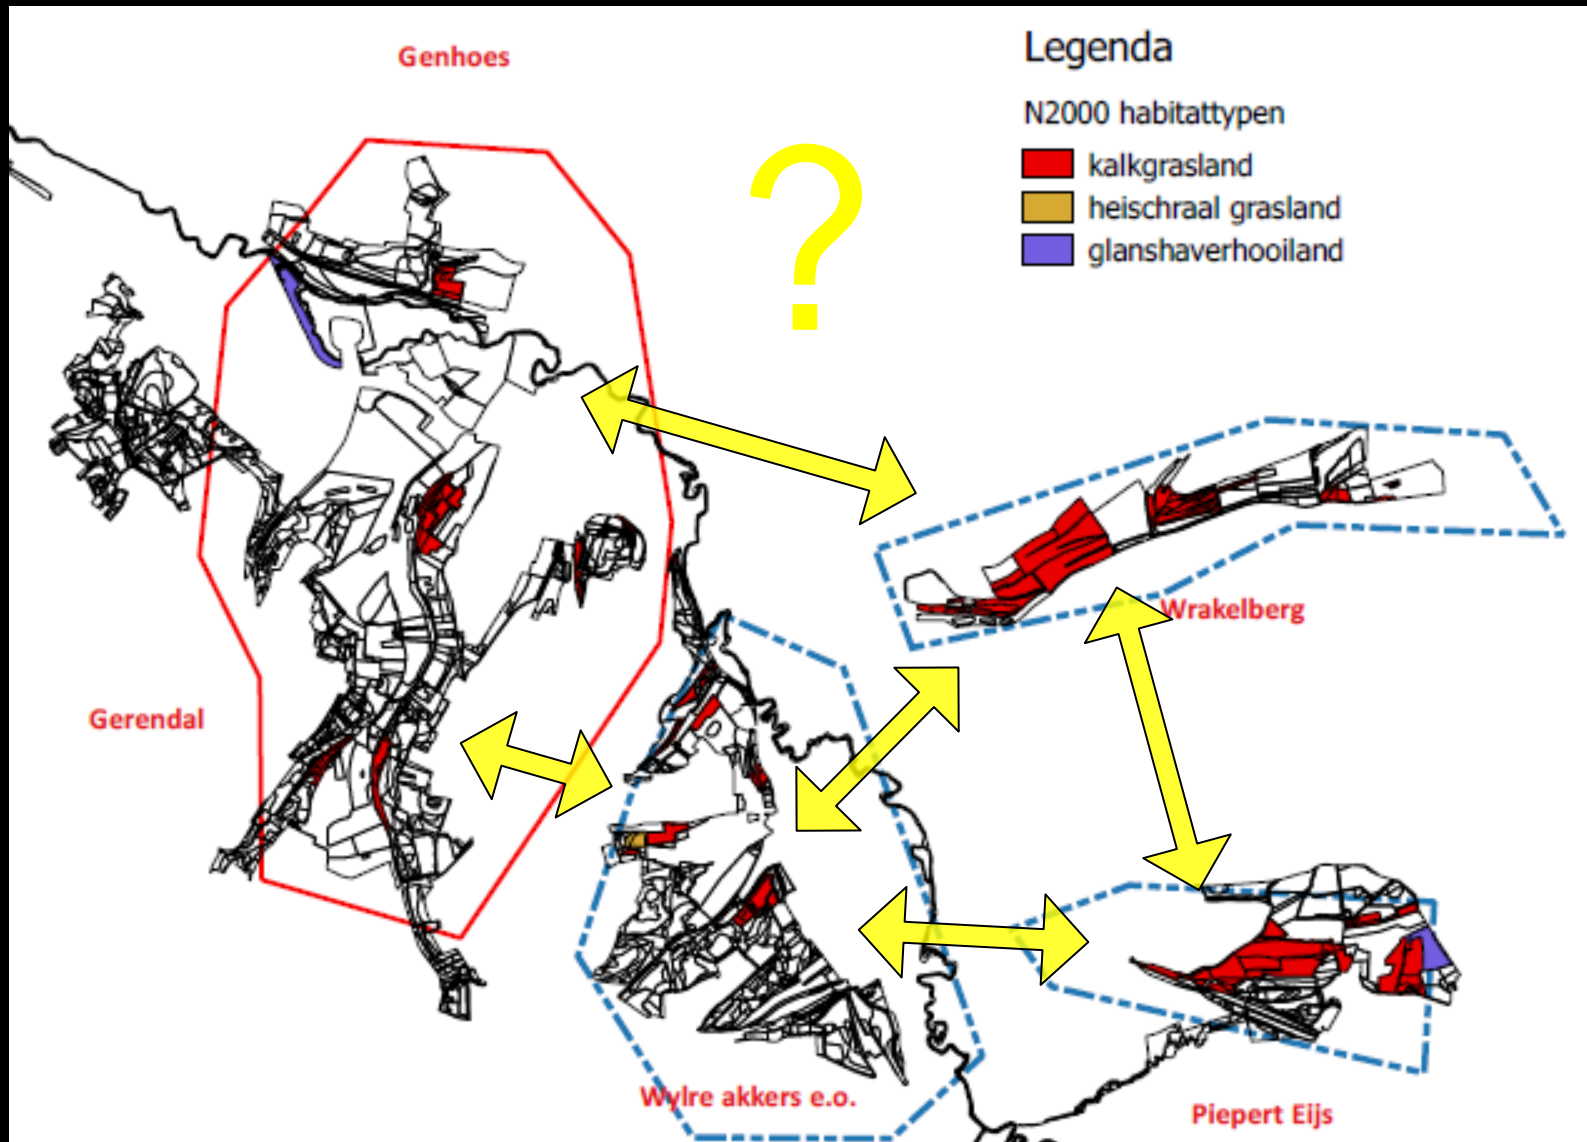 Genhoes
Legenda
N2000 habitattypen
kalkgrasland
heischraal grasland
glanshaverhooiland
?
Wrakelberg
Gerendal
Wylre akkers e.o.
Piepert Eijs